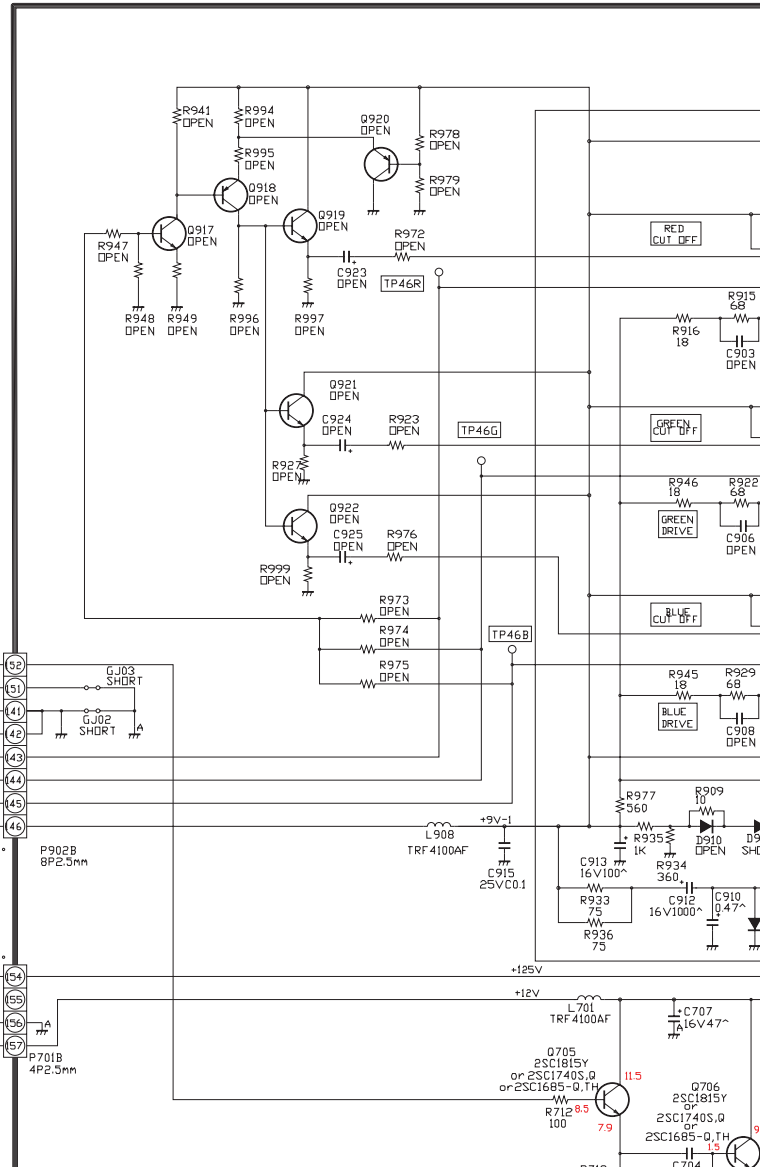 R941
OPEN
R994
OPEN
Q920
OPEN
R978
OPEN
R995
OPEN
R979
OPEN
Q918
OPEN
Q919
OPEN
Q917
OPEN
R947
OPEN
R972
OPEN
RED
CUT OFF
C923
OPEN
TP46R
R948
OPEN
R949
OPEN
R996
OPEN
R997
OPEN
R915
68
R916
18
C903
OPEN
Q921
OPEN
C924
OPEN
R923
OPEN
TP46G
GREEN
CUT OFF
R927
OPEN
R946
18
R922
68
GREEN
DRIVE
C906
OPEN
Q922
OPEN
C925
OPEN
R976
OPEN
R999
OPEN
R973
OPEN
BLUE
CUT OFF
R974
OPEN
TP46B
R975
OPEN
R945
18
R929
68
BLUE
DRIVE
C908
OPEN
152
GJ03
SHORT
151
141
GJ02
SHORT
A
142
143
144
145
146
P902B
8P2.5mm
+9V-1
L908
TRF4100AF
C915
25VC0.1
R977
560
R909
10
R935
1K
D910
OPEN
R934
360
C913
16V100^
R933
75
R936
75
C912
16V1000^
C910
0.47^
154
155
156
A
157
P701B
4P2.5mm
+125V
+12V
L701
TRF4100AF
C707
16V47^
A
Q705
2SC1815Y
or 2SC1740S,Q
or 2SC1685-Q,TH
11.5
R712
100
8.5
7.9
Q706
2SC1815Y
or
2SC1740S,Q
or
2SC1685-Q,TH
1.5
C704